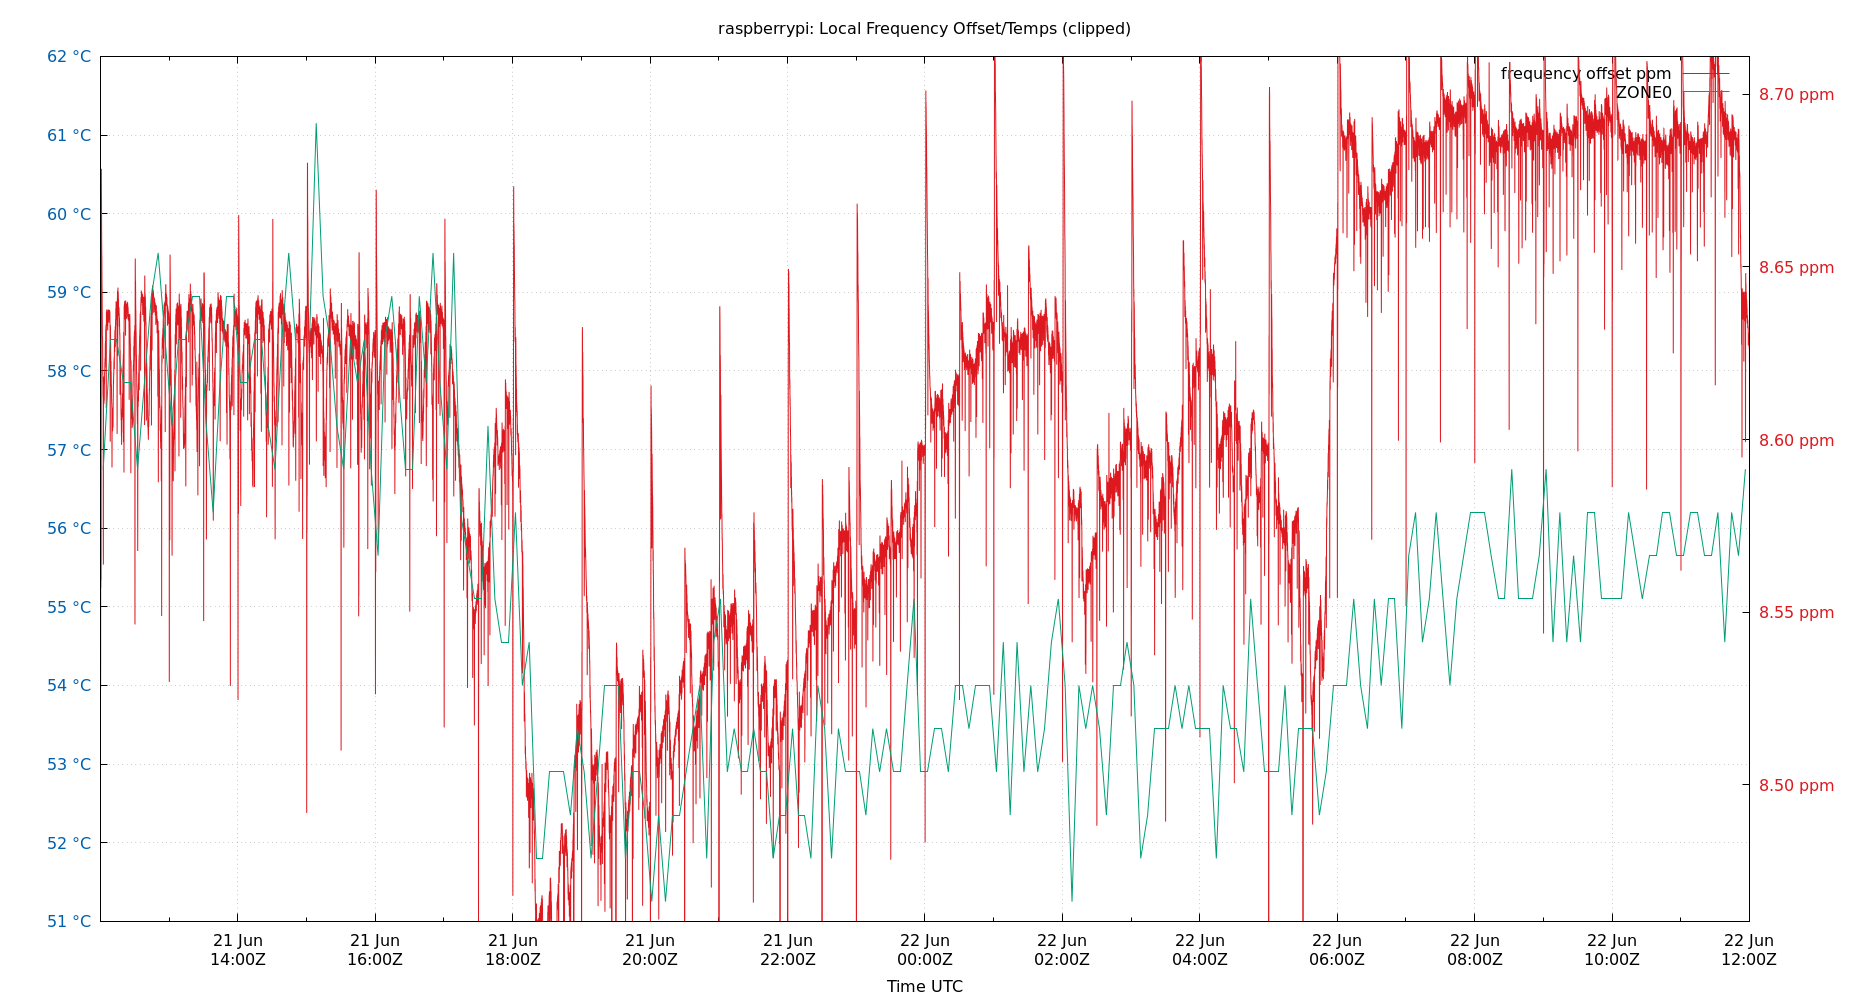 raspberrypi: Local Frequency Offset/Temps (clipped)
62 °C
61 °C
60 °C
59 °C
58 °C
57 °C
56 °C
55 °C
54 °C
53 °C
52 °C
51 °C
frequency offset ppm
ZONE0
8.70 ppm
8.65 ppm
8.60 ppm
8.55 ppm
8.50 ppm
21 Jun
14:00Z
21 Jun
16:00Z
21 Jun
18:00Z
21 Jun
20:00Z
21 Jun
22:00Z
22 Jun
00:00Z
22 Jun
02:00Z
22 Jun
04:00Z
22 Jun
06:00Z
22 Jun
08:00Z
22 Jun
10:00Z
22 Jun
12:00Z
Time UTC